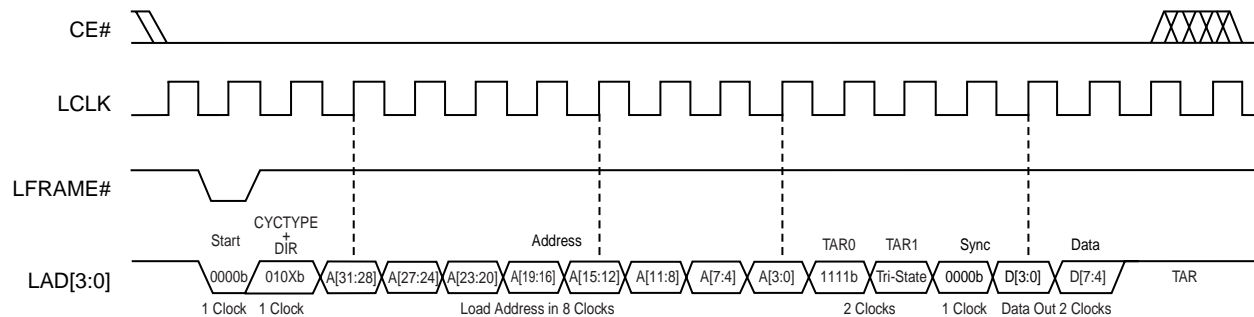 CE#
LCLK
LFRAME#
Start CYCTYPE + DIR Address TAR0 TAR1 Sync Data
LAD[3:0] 0000b 010Xb A[31:28] A[27:24] A[23:20] A[19:16] A[15:12] A[11:8] A[7:4] A[3:0] 1111b Tri-State 0000b D[3:0] D[7:4] TAR
1 Clock 1 Clock Load Address in 8 Clocks 2 Clocks 1 Clock Data Out 2 Clocks